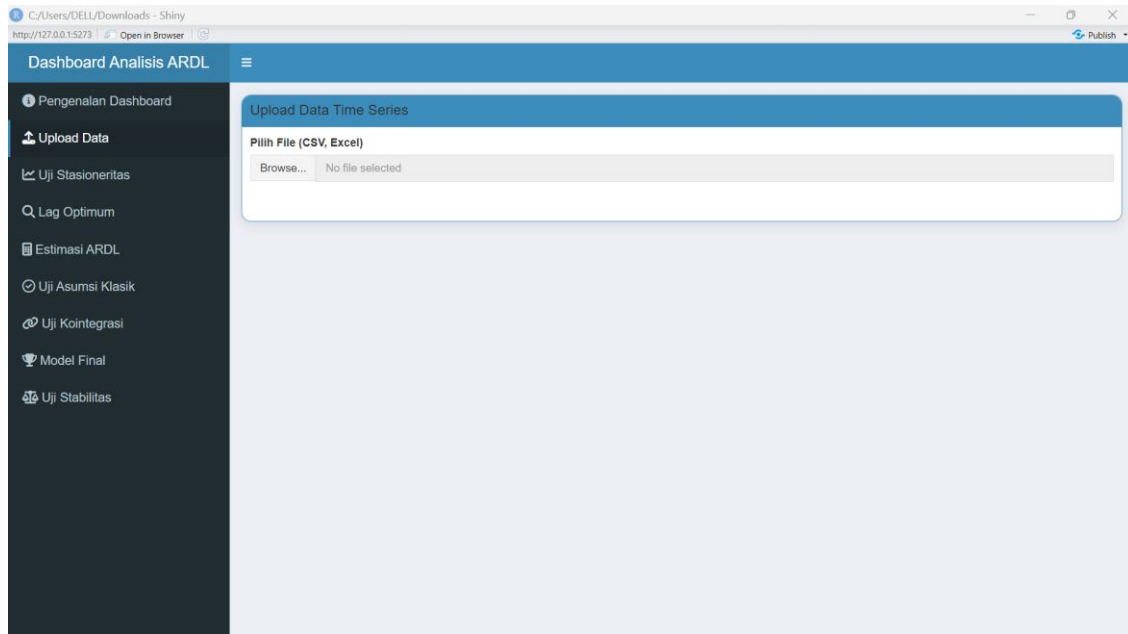 C:/Users/DELL/Downloads - Shiny
http://127.0.0.1:5273 Open in Browser Publish
Dashboard Analisis ARDL
Pengenalan Dashboard
Upload Data
Uji Stasioneritas
Lag Optimum
Estimasi ARDL
Uji Asumsi Klasik
Uji Kointegrasi
Model Final
Uji Stabilitas
Upload Data Time Series
Pilih File (CSV, Excel)
Browse... No file selected